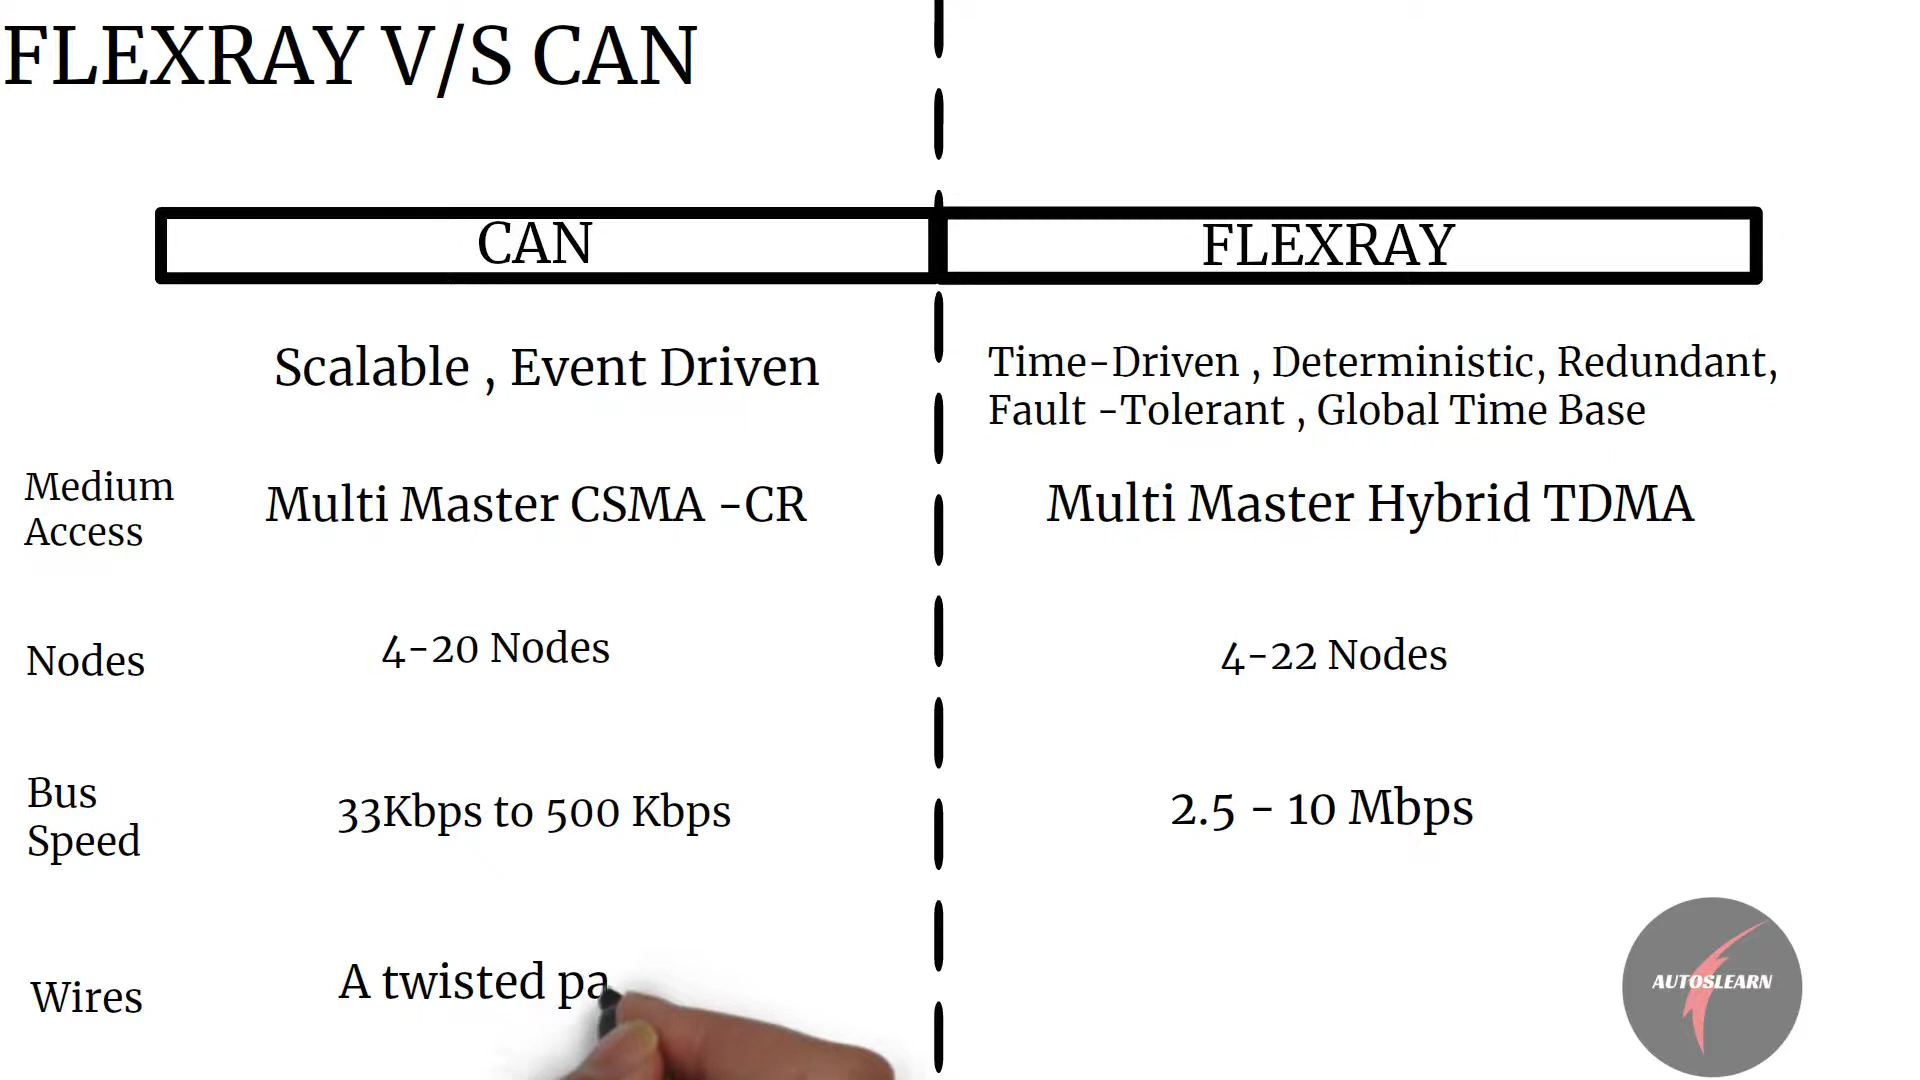 FLEXRAY V/S CAN
CAN
FLEXRAY
Scalable , Event Driven
Time-Driven , Deterministic, Redundant,
Fault -Tolerant , Global Time Base
Medium
Access
Multi Master CSMA -CR
Multi Master Hybrid TDMA
Nodes
4-20 Nodes
4-22 Nodes
Bus
Speed
33Kbps to 500 Kbps
2.5 - 10 Mbps
Wires
A twisted pa
AUTOSLEARN